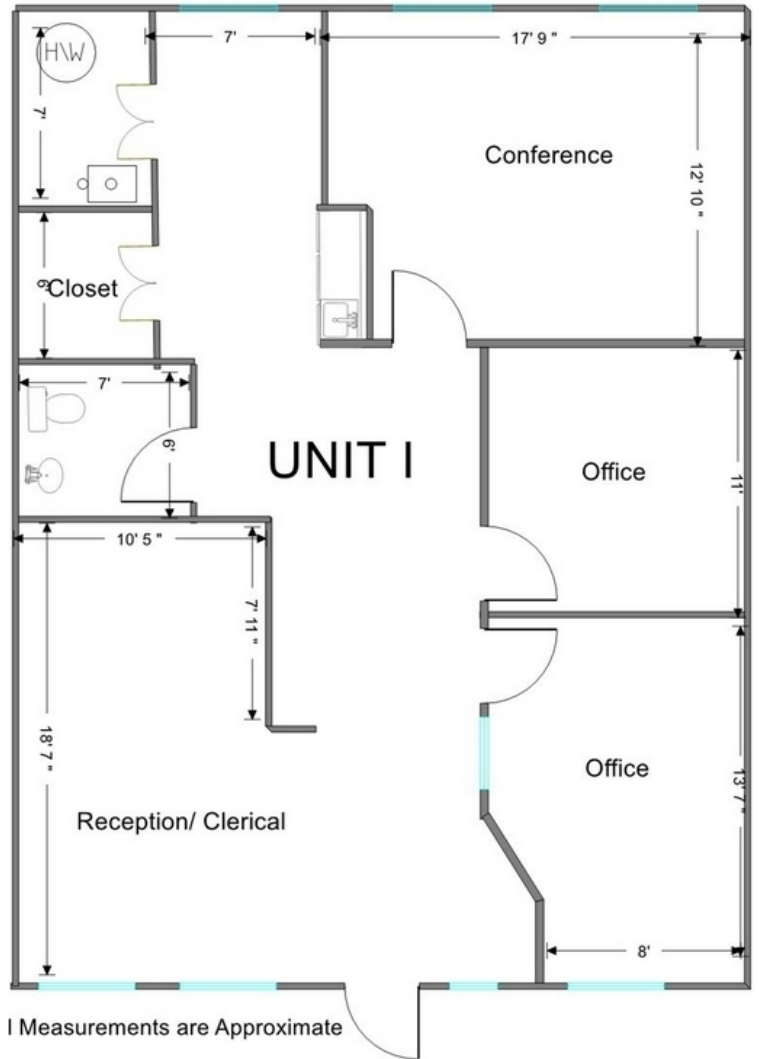 7'
17' 9 "
H\W
7'
Conference
12' 10 "
Closet
6'
7'
6'
UNIT I
Office
11'
10' 5 "
7' 11 "
18' 7 "
Office
13' 7"
Reception/ Clerical
8'
l Measurements are Approximate